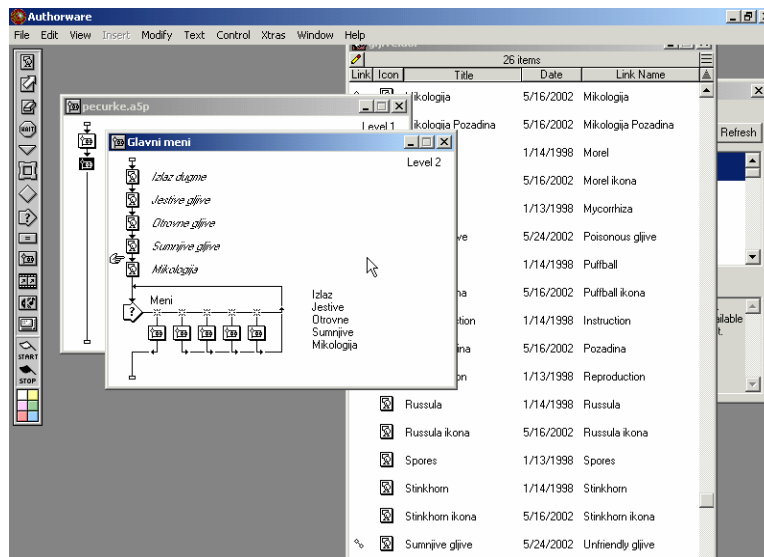 Authorware
File Edit View Insert Modify Text Control Xtras Window Help
26 items
Link Icon Title Date Link Name
Mikologija 5/16/2002 Mikologija
Mikologija Pozadina 5/16/2002 Mikologija Pozadina
1/14/1998 Morel
5/16/2002 Morel ikona
1/13/1998 Mycorrhiza
5/24/2002 Poisonous gljive
1/14/1998 Puffball
5/16/2002 Puffball ikona
1/14/1998 Instruction
5/16/2002 Pozadina
1/13/1998 Reproduction
Russula 1/14/1998 Russula
Russula ikona 5/16/2002 Russula ikona
Spores 1/13/1998 Spores
Stinkhorn 1/14/1998 Stinkhorn
Stinkhorn ikona 5/16/2002 Stinkhorn ikona
Sumnjive gljive 5/24/2002 Unfriendly gljive
pecurke.a5p
Level 1
Glavni meni
Level 2
Izlaz dugme
Jestive gljive
Otrovne gljive
Sumnjive gljive
Mikologija
Meni
?
Izlaz
Jestive
Otrovne
Sumnjive
Mikologija
Refresh
WAIT
START
STOP